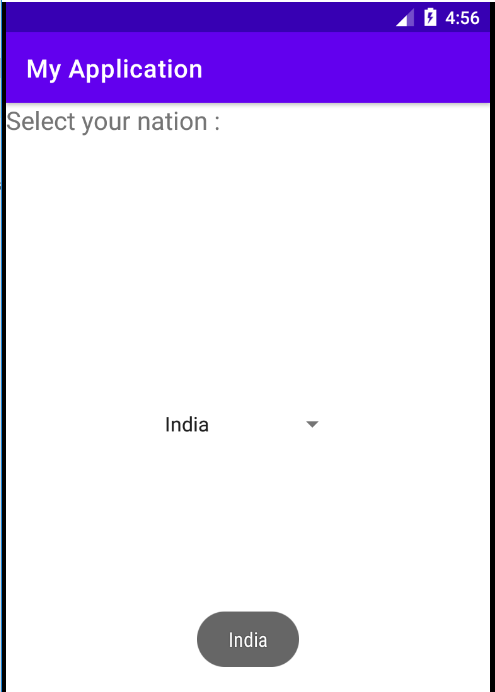 4:56
My Application
Select your nation :
India
India